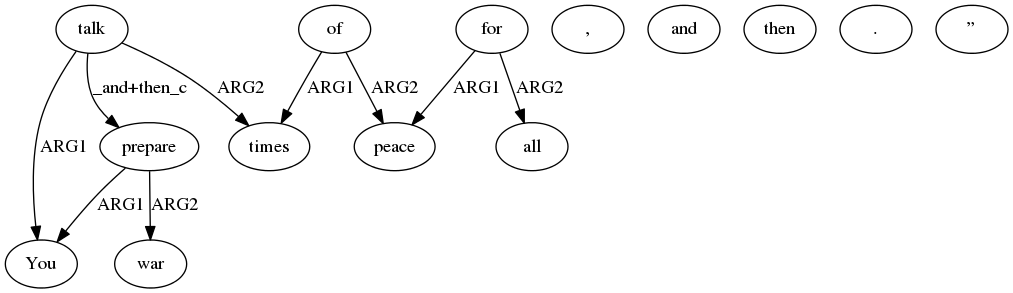 talk of for , and then . ”
_and+then_c ARG2 ARG1 ARG2 ARG1 ARG2
ARG1 prepare times peace all
ARG1 ARG2
You war